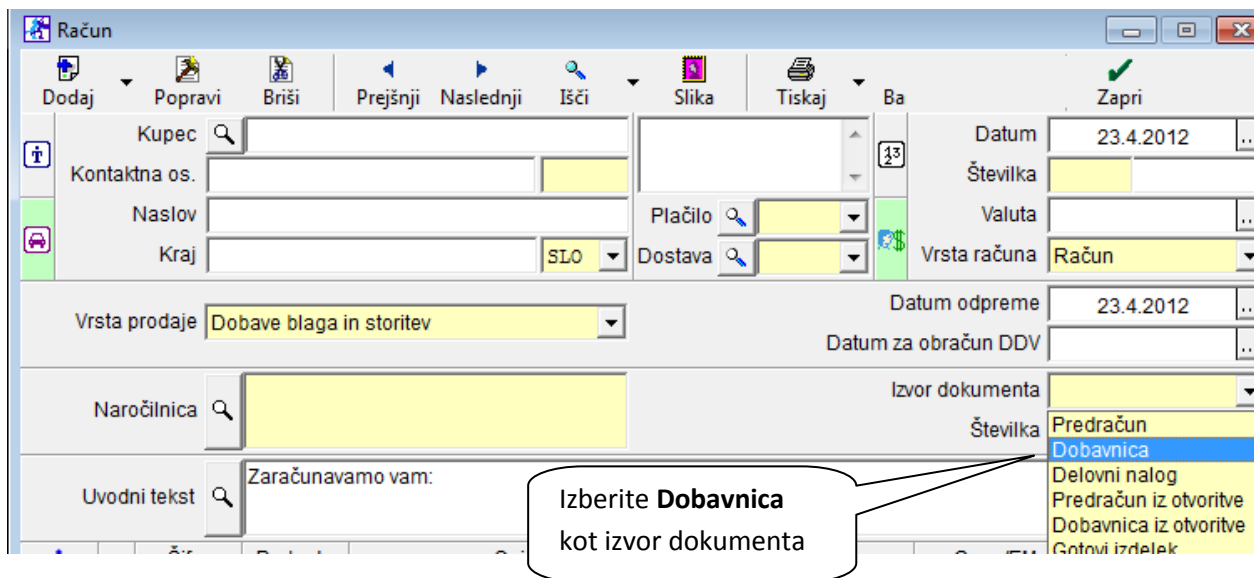 Račun
Dodaj Popravi Briši Prejšnji Naslednji Išči Slika Tiskaj Ba Zapri
Kupec
Datum 23.4.2012
Kontaktna os.
Številka
Naslov
Plačilo
Valuta
Kraj SLO
Dostava
Vrsta računa Račun
Vrsta prodaje Dobave blaga in storitev
Datum odpreme 23.4.2012
Datum za obračun DDV
Naročilnica
Izvor dokumenta
Številka
Predračun
Dobavnica
Delovni nalog
Predračun iz otvoritve
Dobavnica iz otvoritve
Gotovi izdelek
Uvodni tekst Zaračunavamo vam:
Izberite Dobavnica
kot izvor dokumenta